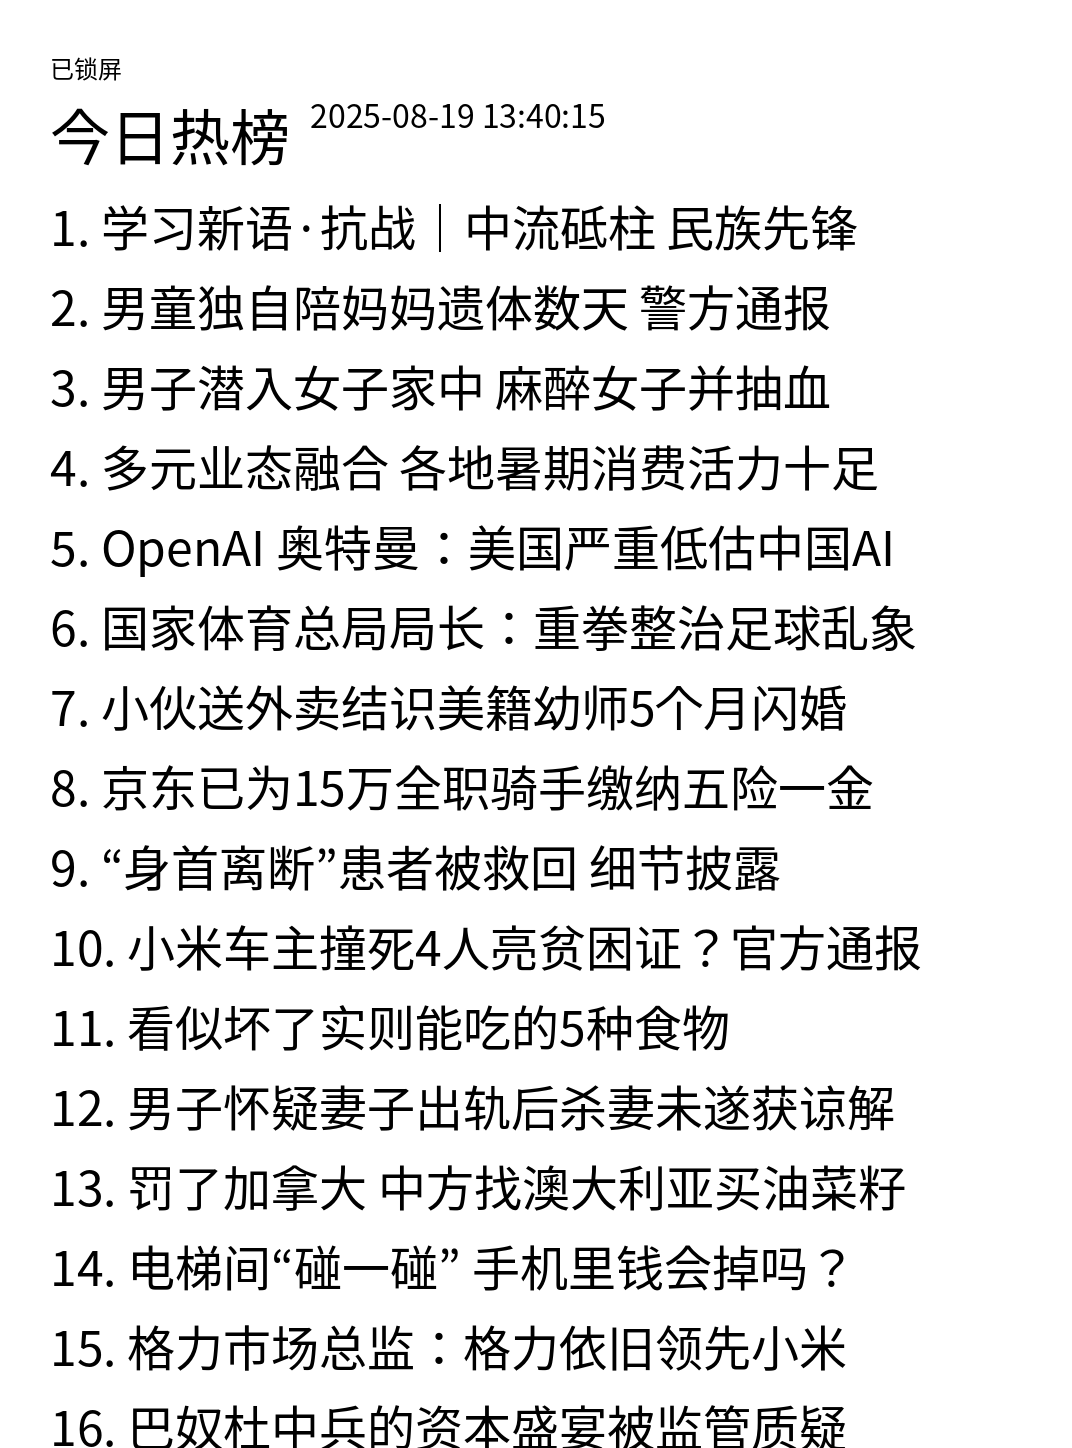 已锁屏
今日热榜 2025-08-19 13:40:15
1. 学习新语·抗战｜中流砥柱 民族先锋
2. 男童独自陪妈妈遗体数天 警方通报
3. 男子潜入女子家中 麻醉女子并抽血
4. 多元业态融合 各地暑期消费活力十足
5. OpenAI 奥特曼：美国严重低估中国AI
6. 国家体育总局局长：重拳整治足球乱象
7. 小伙送外卖结识美籍幼师5个月闪婚
8. 京东已为15万全职骑手缴纳五险一金
9. “身首离断”患者被救回 细节披露
10. 小米车主撞死4人亮贫困证？官方通报
11. 看似坏了实则能吃的5种食物
12. 男子怀疑妻子出轨后杀妻未遂获谅解
13. 罚了加拿大 中方找澳大利亚买油菜籽
14. 电梯间“碰一碰” 手机里钱会掉吗？
15. 格力市场总监：格力依旧领先小米
16. 巴奴杜中兵的资本盛宴被监管质疑